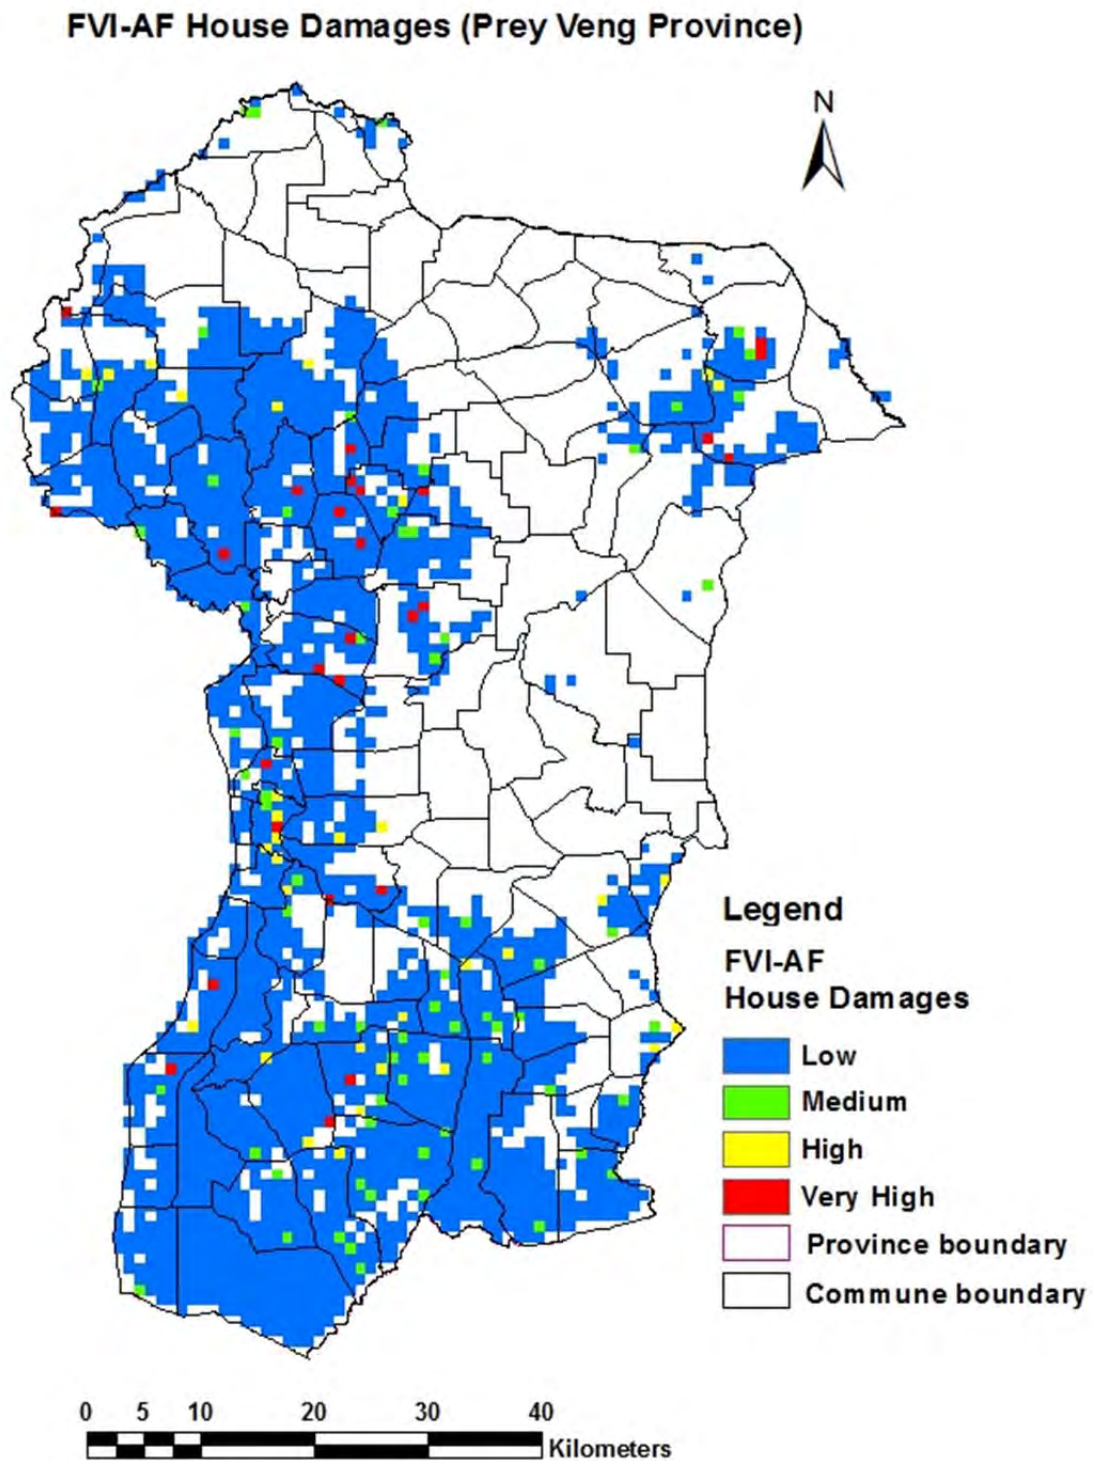 FVI-AF House Damages (Prey Veng Province)
N
Legend
FVI-AF
House Damages
Low
Medium
High
Very High
Province boundary
Commune boundary
0 5 10 20 30 40
Kilometers